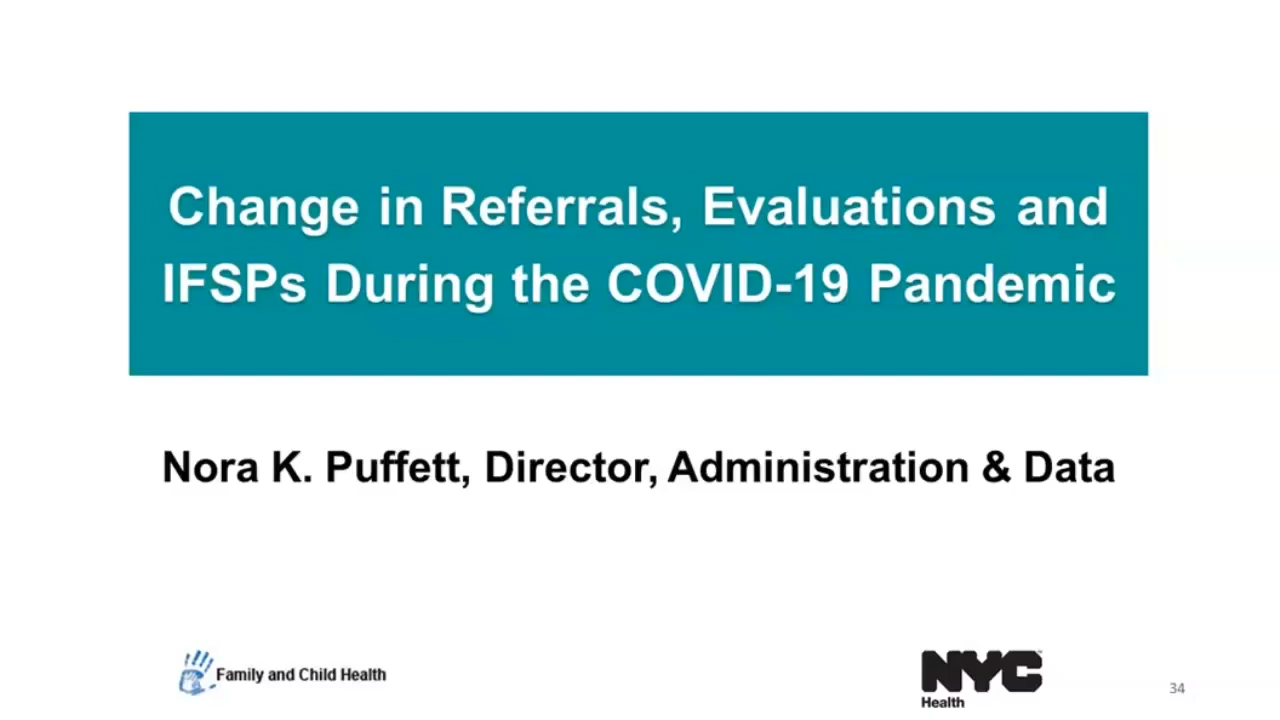 Change in Referrals, Evaluations and
IFSPs During the COVID-19 Pandemic
Nora K. Puffett, Director, Administration & Data
Family and Child Health
NYC
Health
34